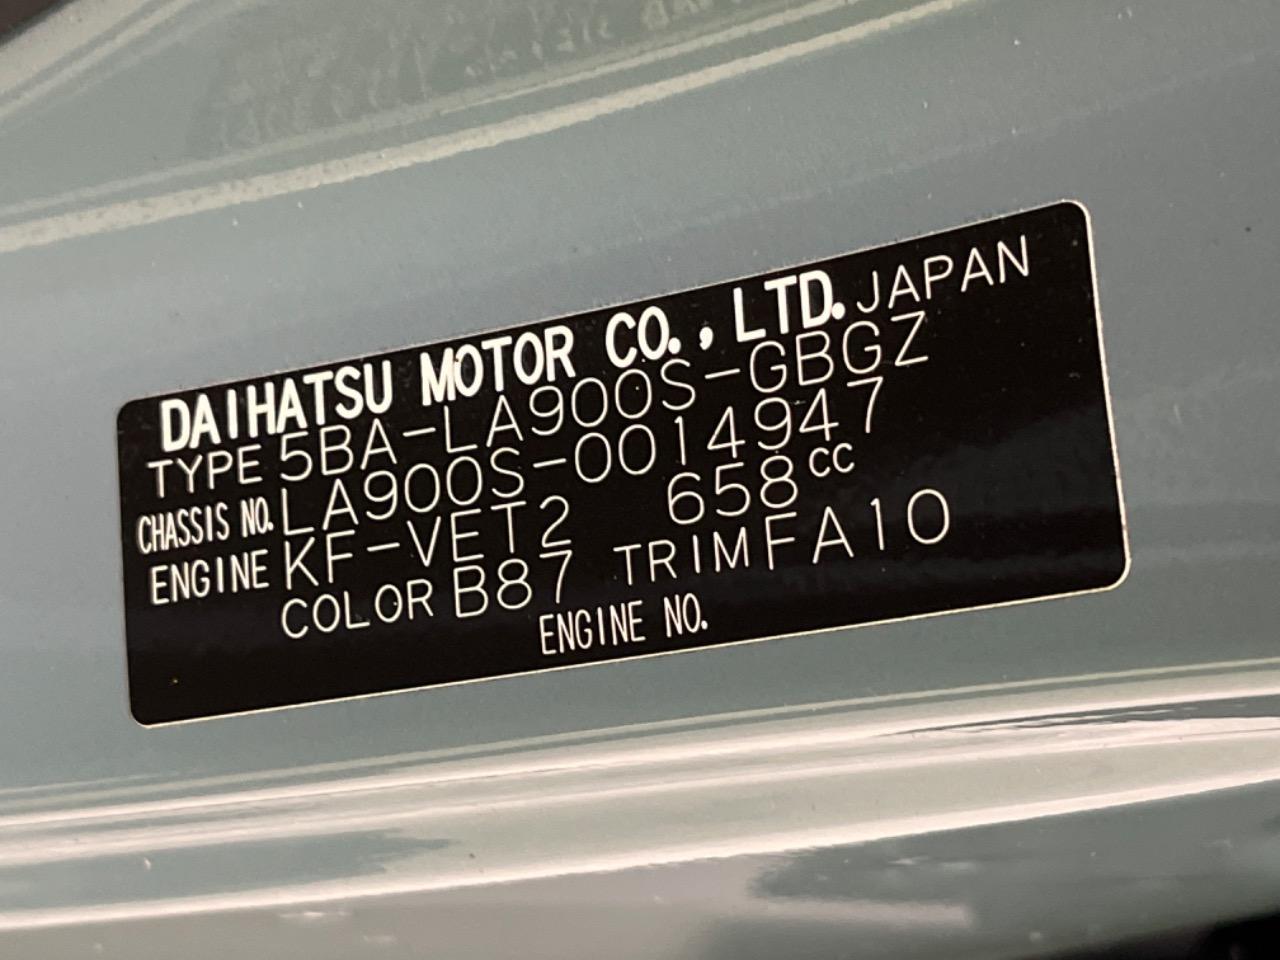 DAIHATSU MOTOR CO., LTD. JAPAN
TYPE 5BA-LA900S-GBGZ
CHASSIS NO. LA900S-0014947
ENGINE KF-VET2 658cc
COLOR B87 TRIM FA10
ENGINE NO.